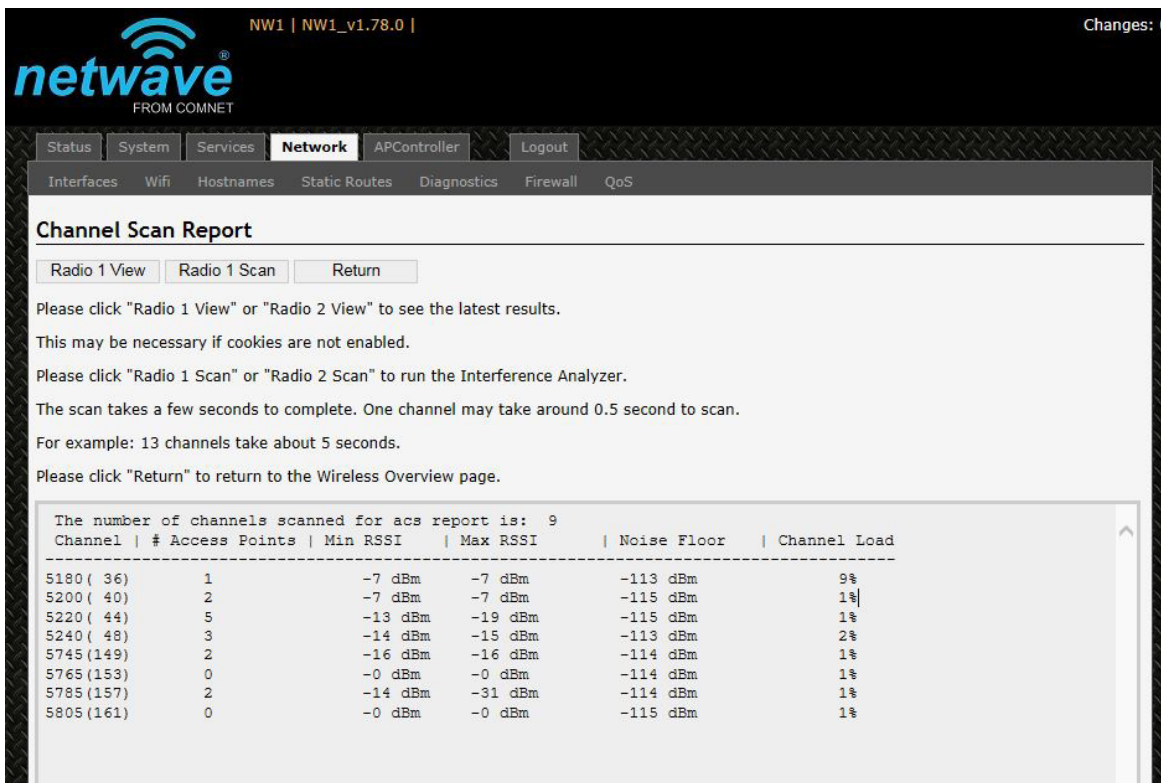 NW1 | NW1_v1.78.0 |
Changes:
netwave®
FROM COMNET
Status System Services Network APController Logout
Interfaces Wifi Hostnames Static Routes Diagnostics Firewall QoS
Channel Scan Report
Radio 1 View Radio 1 Scan Return
Please click "Radio 1 View" or "Radio 2 View" to see the latest results.
This may be necessary if cookies are not enabled.
Please click "Radio 1 Scan" or "Radio 2 Scan" to run the Interference Analyzer.
The scan takes a few seconds to complete. One channel may take around 0.5 second to scan.
For example: 13 channels take about 5 seconds.
Please click "Return" to return to the Wireless Overview page.
The number of channels scanned for acs report is: 9
Channel | # Access Points | Min RSSI | Max RSSI | Noise Floor | Channel Load
5180( 36) 1 -7 dBm -7 dBm -113 dBm 9%
5200( 40) 2 -7 dBm -7 dBm -115 dBm 1%
5220( 44) 5 -13 dBm -19 dBm -115 dBm 1%
5240( 48) 3 -14 dBm -15 dBm -113 dBm 2%
5745(149) 2 -16 dBm -16 dBm -114 dBm 1%
5765(153) 0 -0 dBm -0 dBm -114 dBm 1%
5785(157) 2 -14 dBm -31 dBm -114 dBm 1%
5805(161) 0 -0 dBm -0 dBm -115 dBm 1%